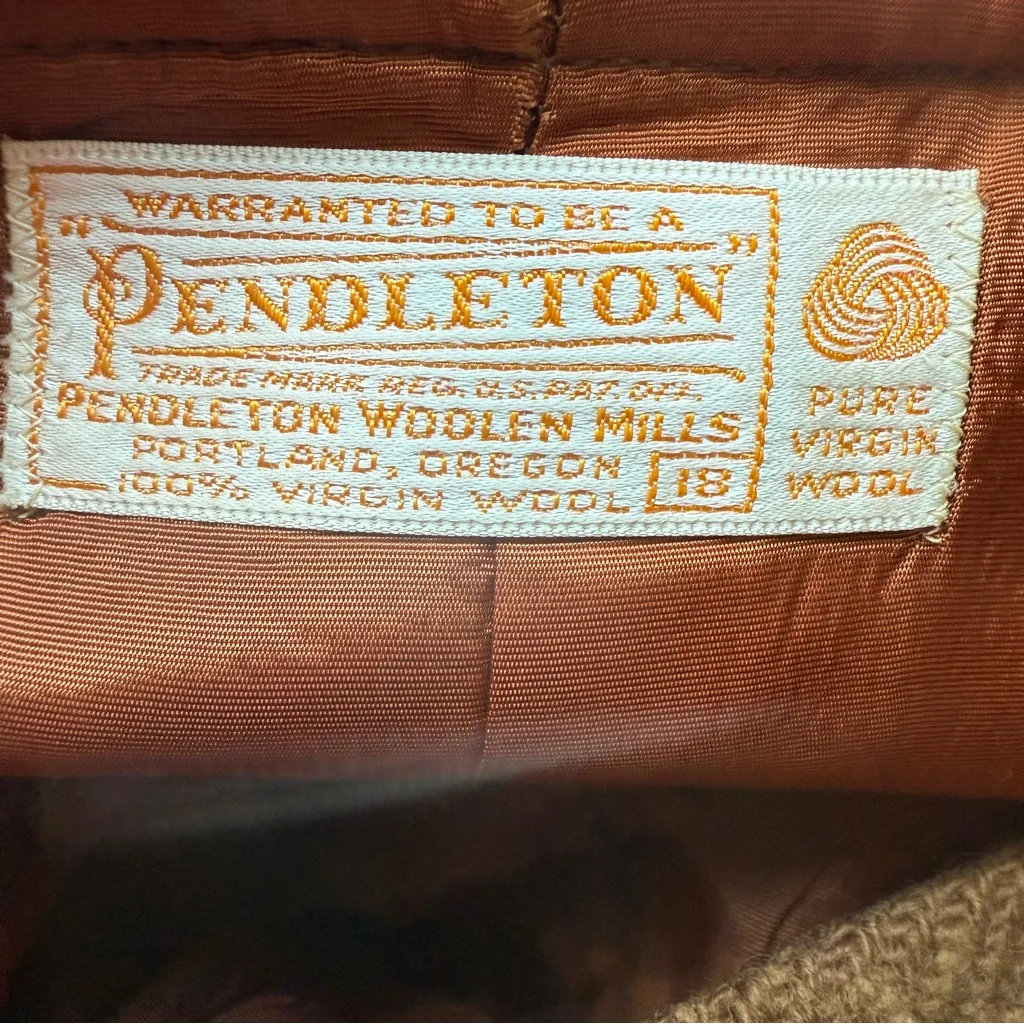 WARRANTED TO BE A
"PENDLETON"
TRADE MARK REG. U.S. PAT. OFF.
PENDLETON WOOLEN MILLS
PORTLAND, OREGON
100% VIRGIN WOOL
18
PURE
VIRGIN
WOOL